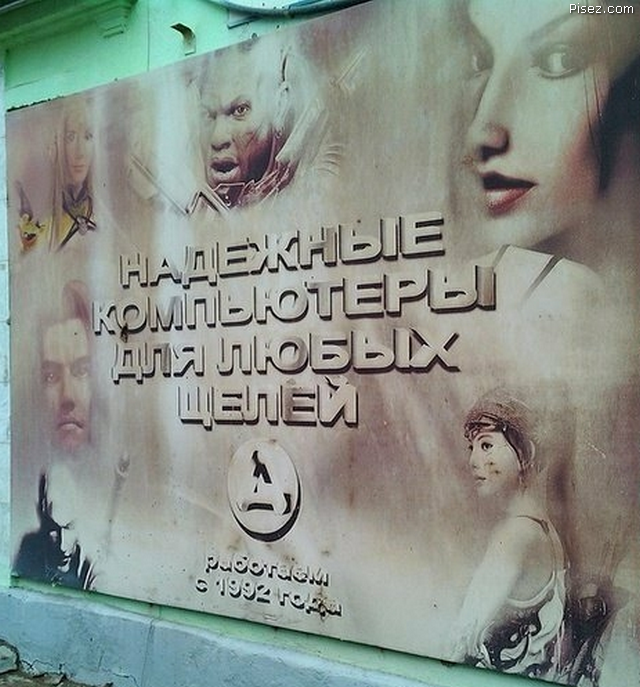 Pisez.com
НАДЕЖНЫЕ
КОМПЬЮТЕРЫ
ДЛЯ ЛЮБЫХ
ЩЕЛЕЙ
работаем
с 1992 года